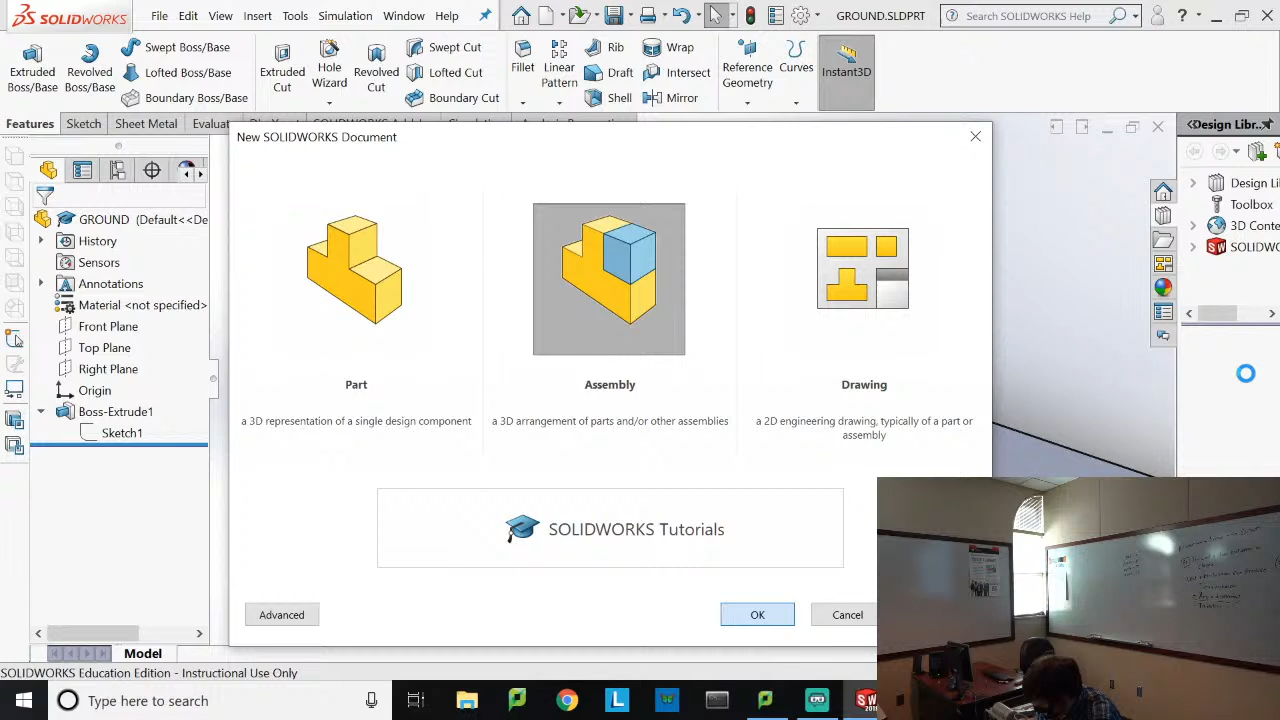 SOLIDWORKS
File Edit View Insert Tools Simulation Window Help
GROUND.SLDPRT
Search SOLIDWORKS Help
?
Extruded Boss/Base
Revolved Boss/Base
Swept Boss/Base
Lofted Boss/Base
Boundary Boss/Base
Extruded Cut
Hole Wizard
Revolved Cut
Swept Cut
Lofted Cut
Boundary Cut
Fillet
Linear Pattern
Rib
Draft
Shell
Wrap
Intersect
Mirror
Reference Geometry
Curves
Instant3D
Features Sketch Sheet Metal Evaluat
Design Libr...
New SOLIDWORKS Document
GROUND (Default<<De
History
Sensors
Annotations
Material <not specified>
Front Plane
Top Plane
Right Plane
Origin
Boss-Extrude1
Sketch1
Design Lib
Toolbox
3D Conte
SOLIDWO
Part
a 3D representation of a single design component
Assembly
a 3D arrangement of parts and/or other assemblies
Drawing
a 2D engineering drawing, typically of a part or
assembly
SOLIDWORKS Tutorials
Advanced
OK
Cancel
Model
SOLIDWORKS Education Edition - Instructional Use Only
Type here to search